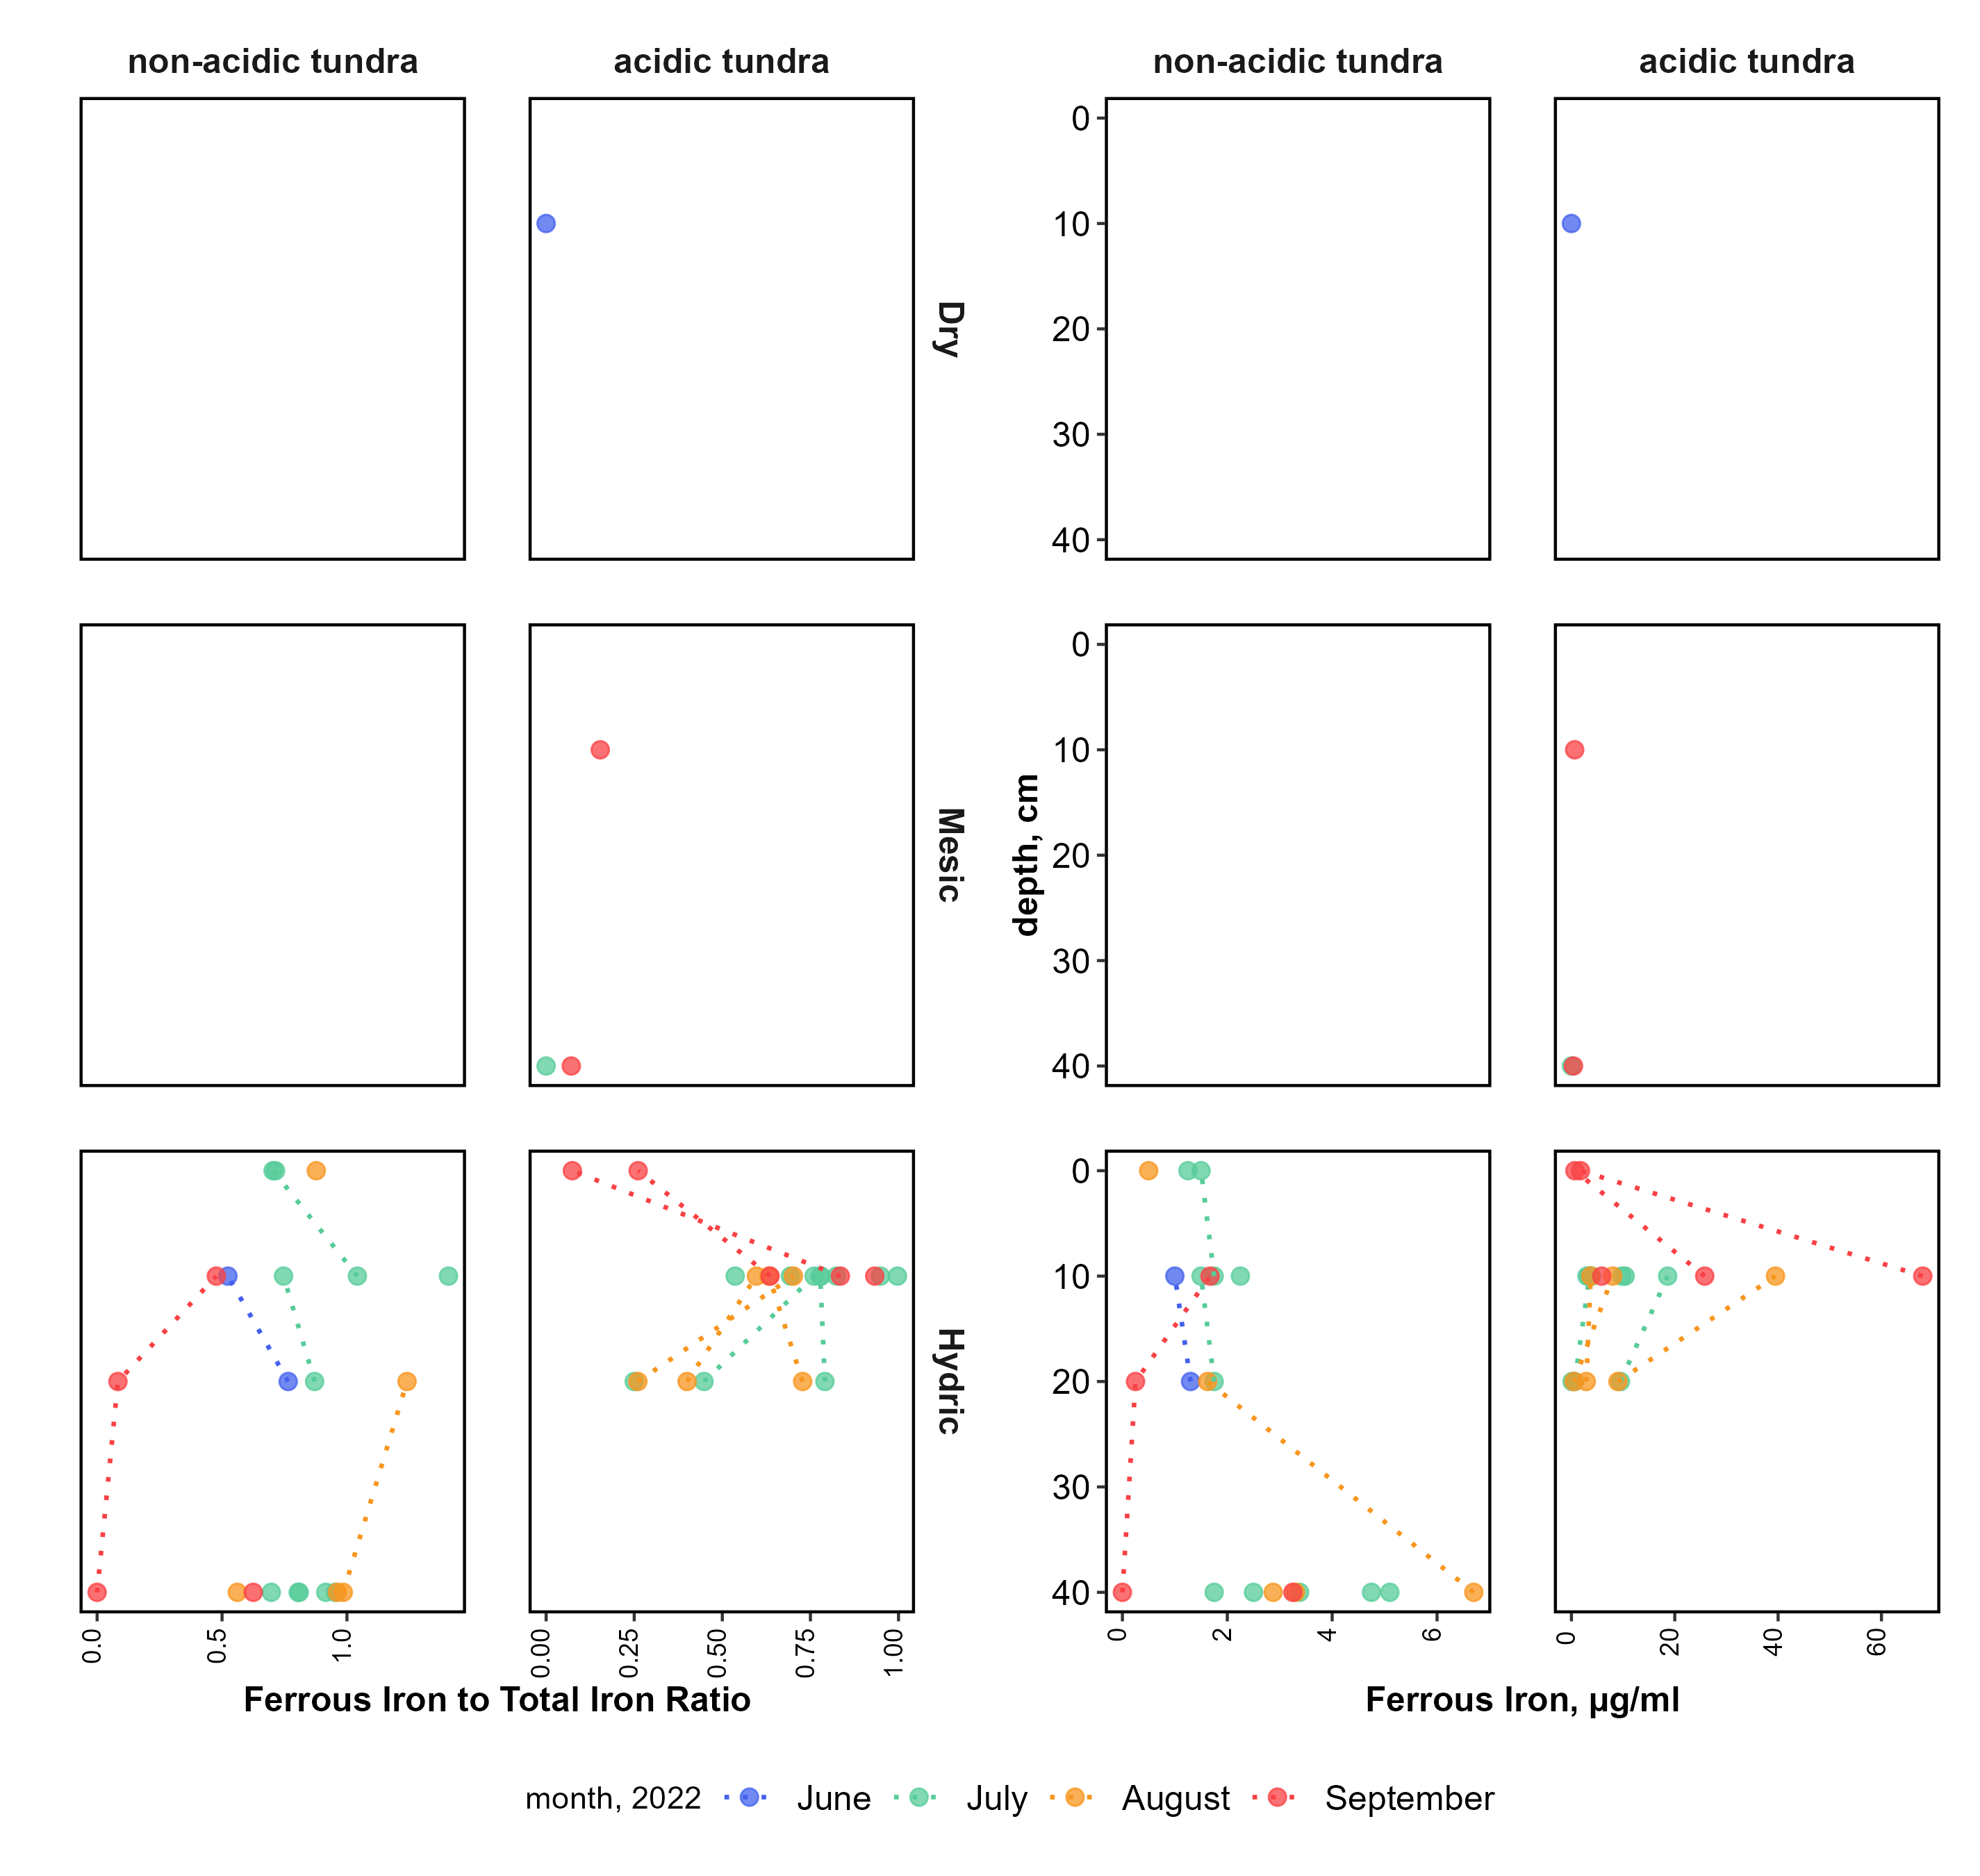 non-acidic tundra acidic tundra non-acidic tundra acidic tundra
0
10
20
30
40
Dry
0
10
20
30
40
Mesic
depth, cm
0
10
20
30
40
Hydric
0.0 0.5 1.0 0.00 0.25 0.50 0.75 1.00 0 2 4 6 0 20 40 60
Ferrous Iron to Total Iron Ratio Ferrous Iron, µg/ml
month, 2022 June July August September